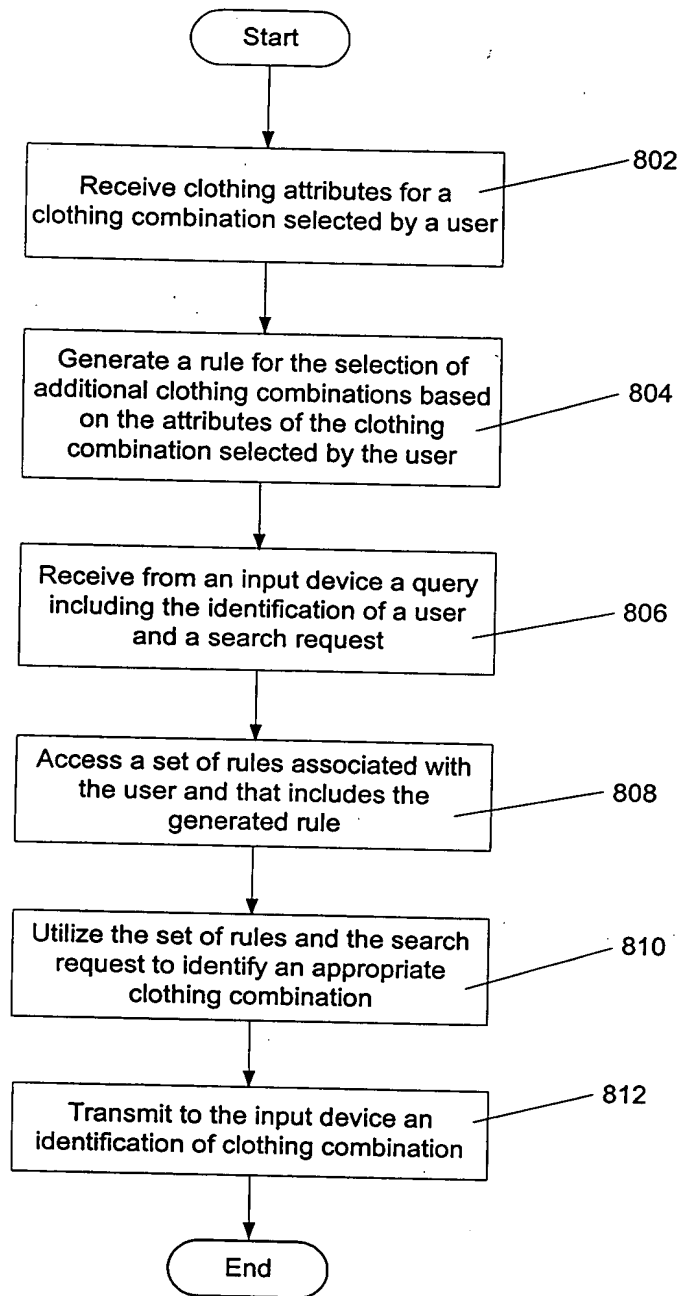 Start
Receive clothing attributes for a
clothing combination selected by a user
802
Generate a rule for the selection of
additional clothing combinations based
on the attributes of the clothing
combination selected by the user
804
Receive from an input device a query
including the identification of a user
and a search request
806
Access a set of rules associated with
the user and that includes the
generated rule
808
Utilize the set of rules and the search
request to identify an appropriate
clothing combination
810
Transmit to the input device an
identification of clothing combination
812
End